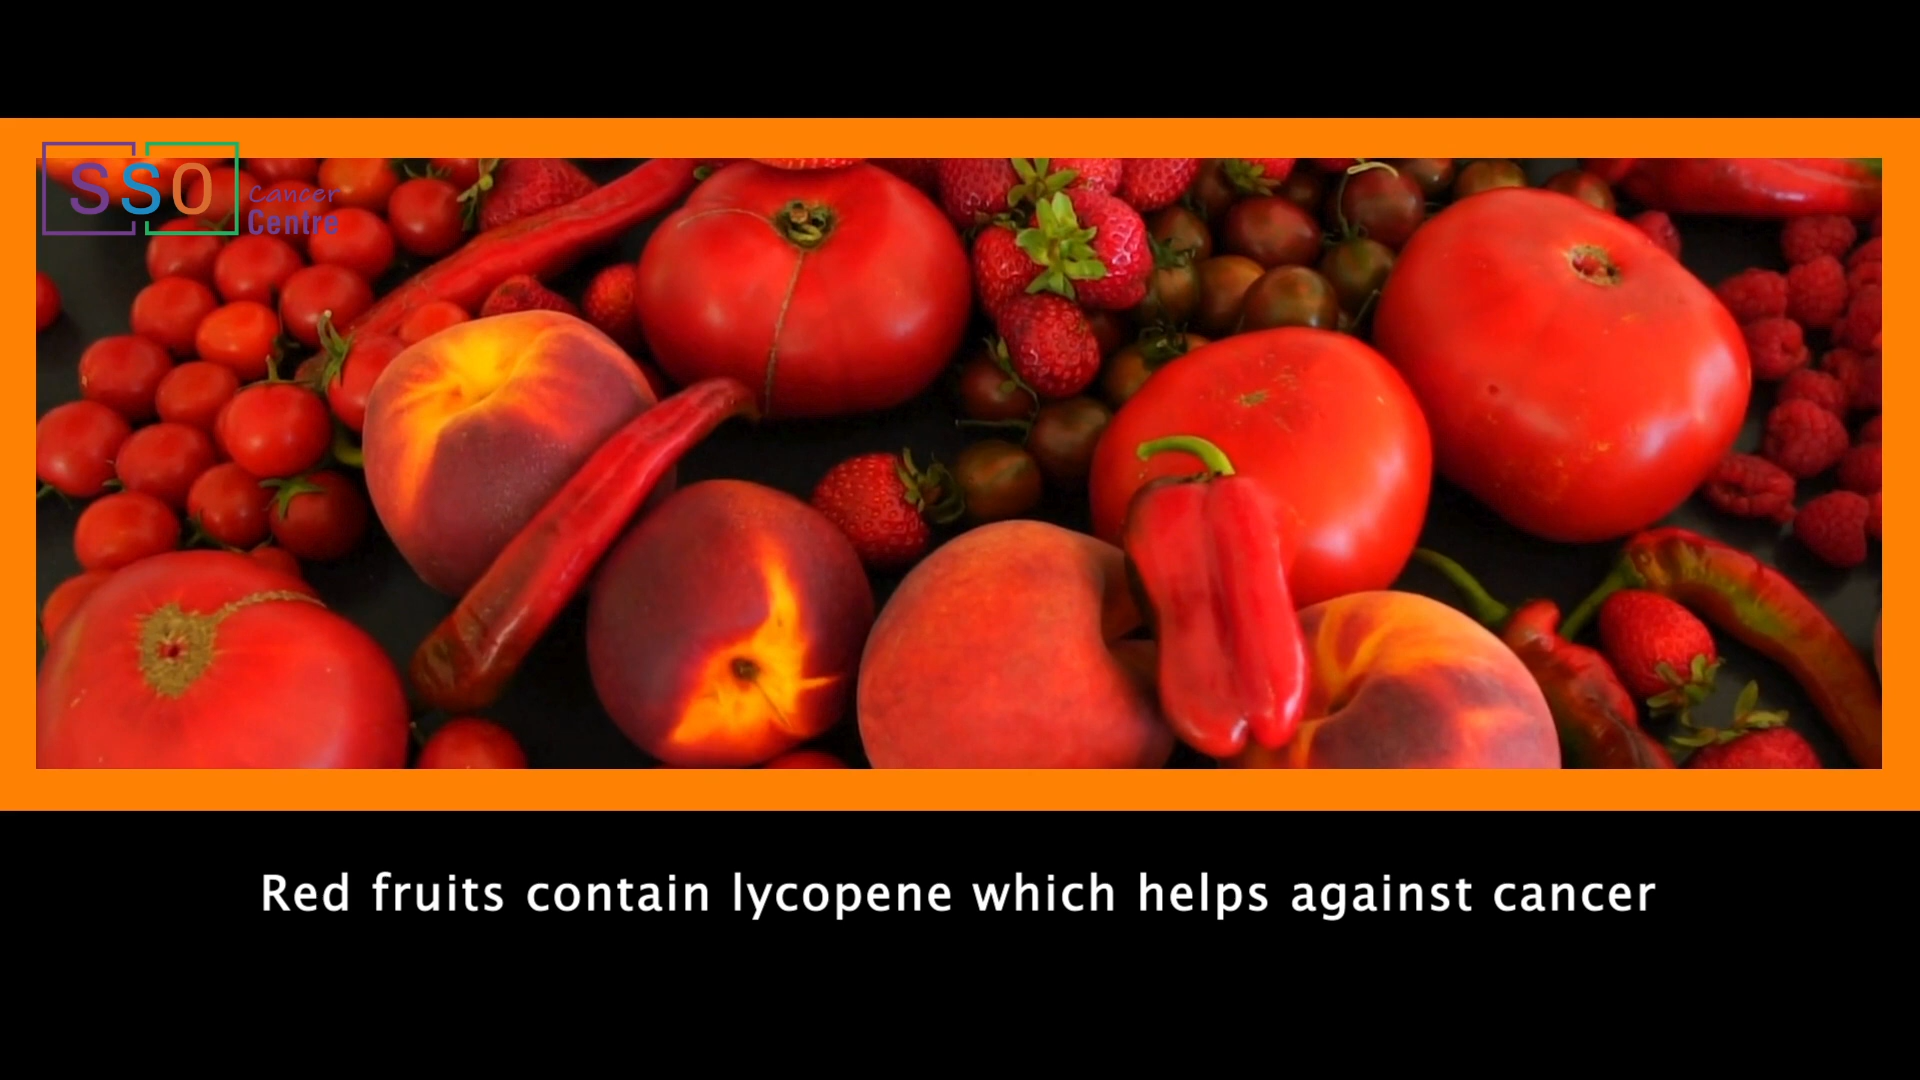 SSO Cancer
Centre
Red fruits contain lycopene which helps against cancer